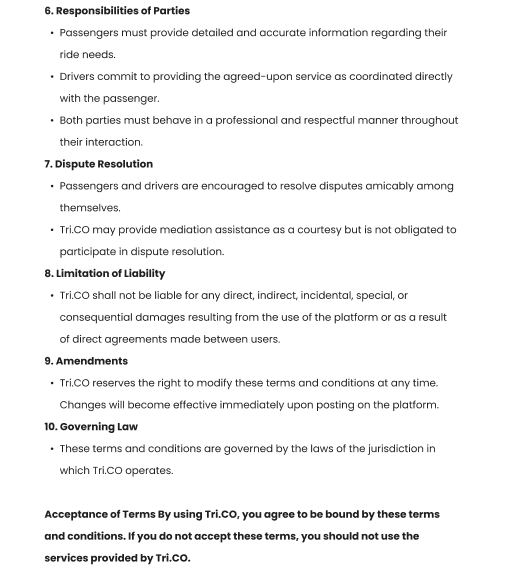 6. Responsibilities of Parties
• Passengers must provide detailed and accurate information regarding their
ride needs.
• Drivers commit to providing the agreed-upon service as coordinated directly
with the passenger.
• Both parties must behave in a professional and respectful manner throughout
their interaction.
7. Dispute Resolution
• Passengers and drivers are encouraged to resolve disputes amicably among
themselves.
• Tri.CO may provide mediation assistance as a courtesy but is not obligated to
participate in dispute resolution.
8. Limitation of Liability
• Tri.CO shall not be liable for any direct, indirect, incidental, special, or
consequential damages resulting from the use of the platform or as a result
of direct agreements made between users.
9. Amendments
• Tri.CO reserves the right to modify these terms and conditions at any time.
Changes will become effective immediately upon posting on the platform.
10. Governing Law
• These terms and conditions are governed by the laws of the jurisdiction in
which Tri.CO operates.
Acceptance of Terms By using Tri.CO, you agree to be bound by these terms
and conditions. If you do not accept these terms, you should not use the
services provided by Tri.CO.